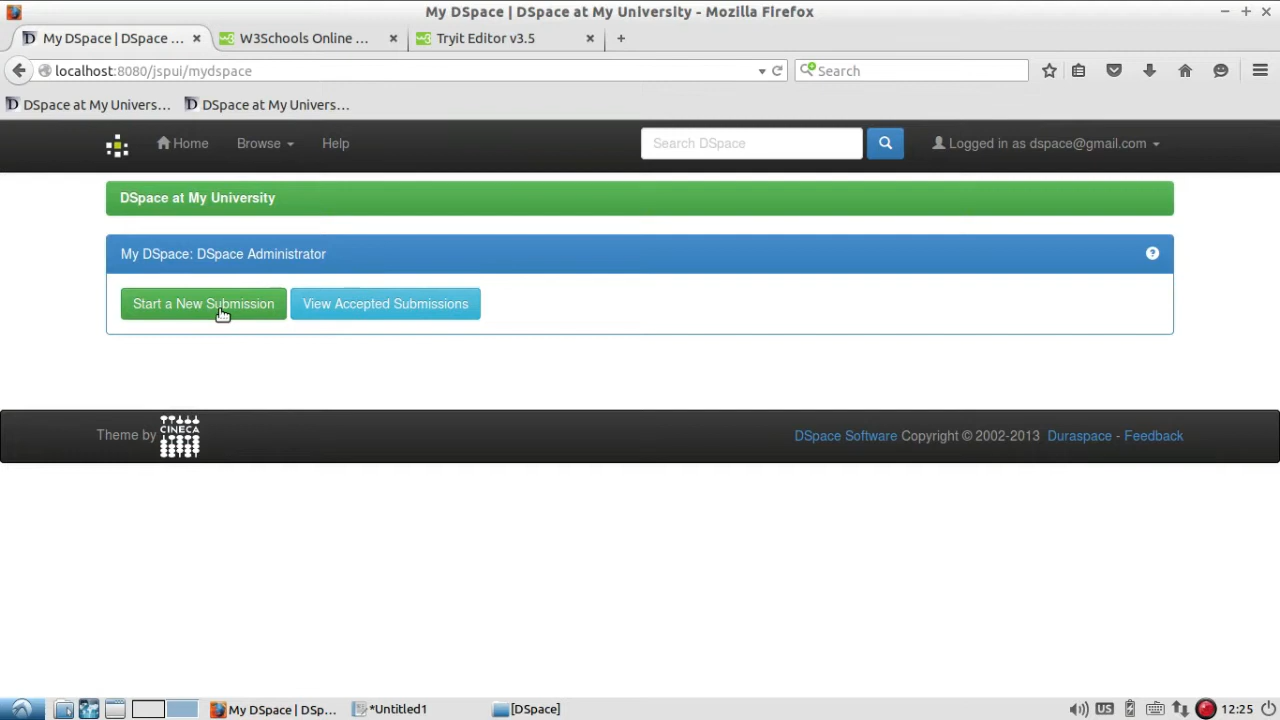 My DSpace | DSpace at My University - Mozilla Firefox
My DSpace | DSpace ...
W3Schools Online ...
Tryit Editor v3.5
localhost:8080/jspui/mydspace
Search
DSpace at My Univers...
DSpace at My Univers...
Home
Browse
Help
Search DSpace
Logged in as dspace@gmail.com
DSpace at My University
My DSpace: DSpace Administrator
Start a New Submission
View Accepted Submissions
Theme by CINECA
DSpace Software Copyright © 2002-2013 Duraspace - Feedback
My DSpace | DSp...
*Untitled1
[DSpace]
US
12:25